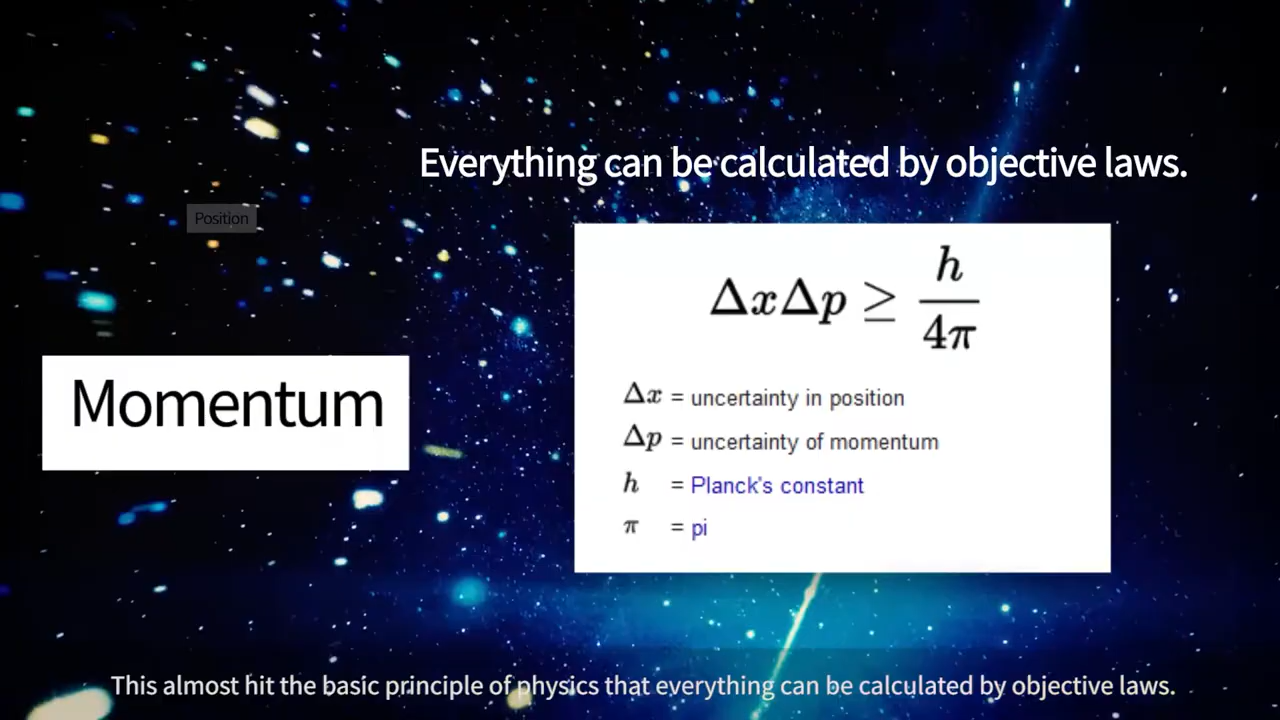 Everything can be calculated by objective laws.
Position
Momentum
ΔxΔp ≥ h/4π
Δx = uncertainty in position
Δp = uncertainty of momentum
h = Planck's constant
π = pi
This almost hit the basic principle of physics that everything can be calculated by objective laws.